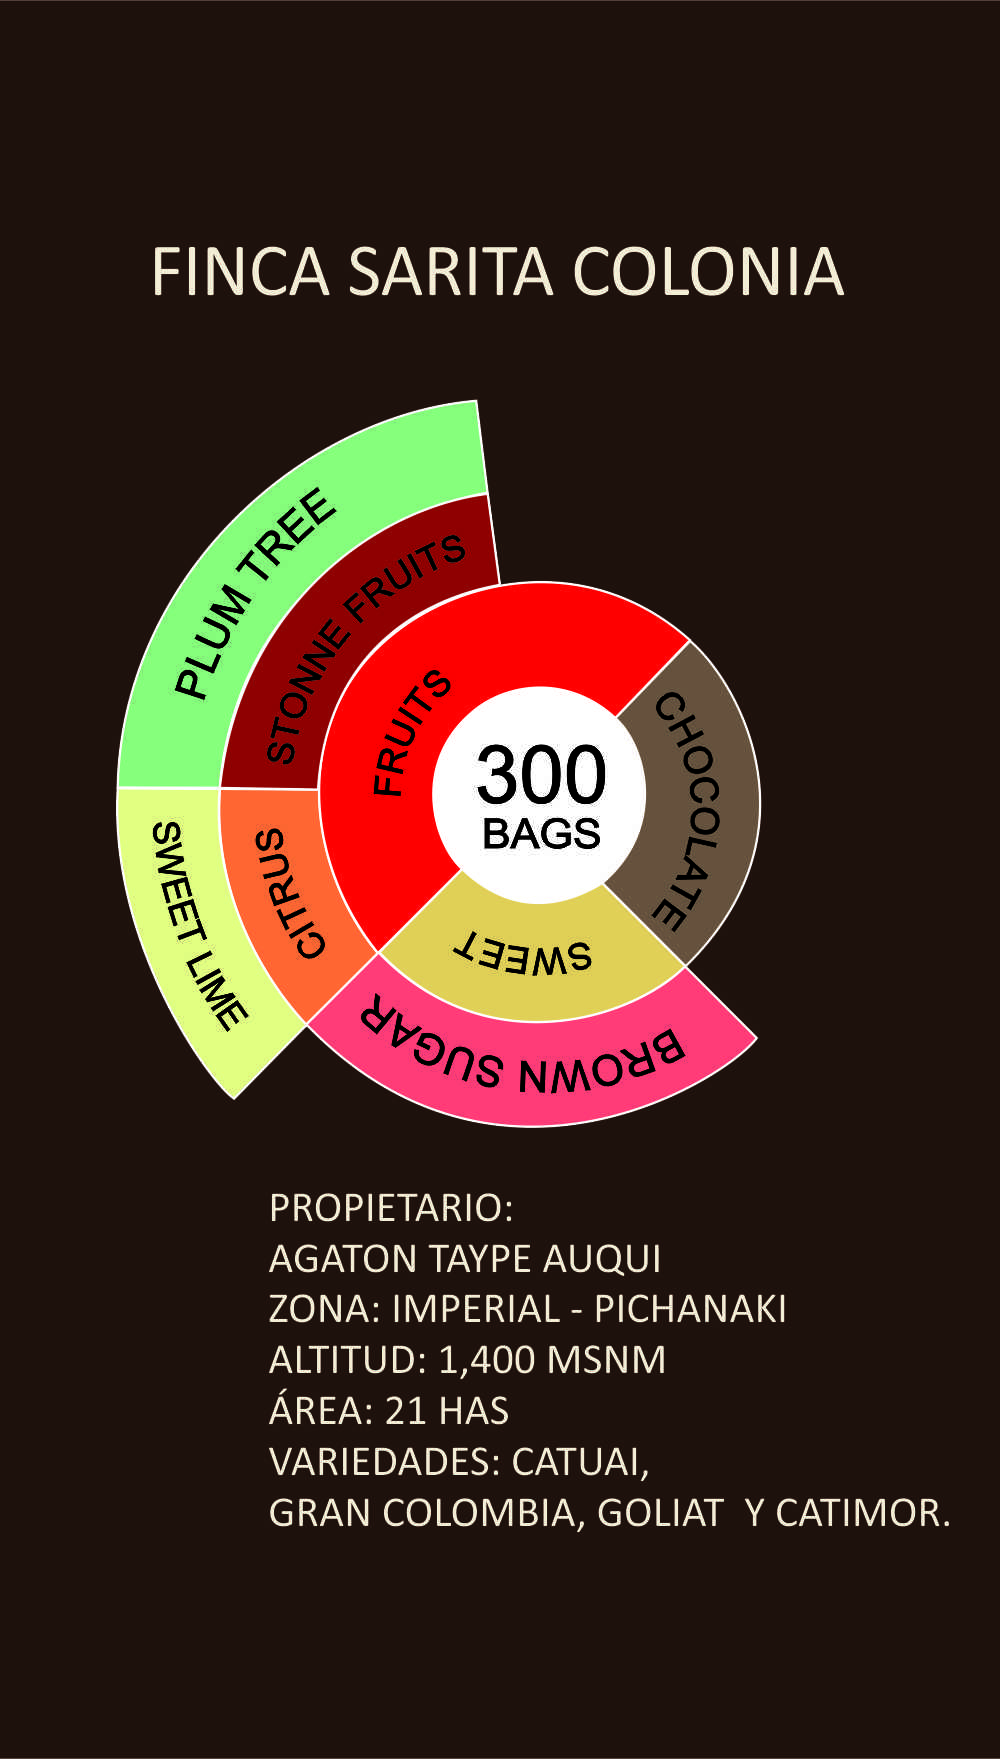 FINCA SARITA COLONIA
PLUM TREE
STONNE FRUITS
FRUITS
CHOCOLATE
300
BAGS
SWEET LIME
CITRUS
SWEET
BROWN SUGAR
PROPIETARIO:
AGATON TAYPE AUQUI
ZONA: IMPERIAL - PICHANAKI
ALTITUD: 1,400 MSNM
ÁREA: 21 HAS
VARIEDADES: CATUAI,
GRAN COLOMBIA, GOLIAT Y CATIMOR.